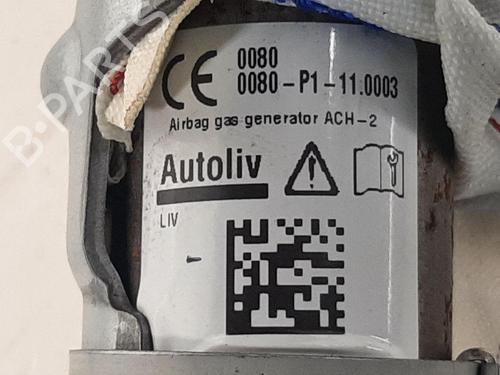 CE 0080
0080-P1-11.0003
Airbag gas generator ACH-2
Autoliv
LIV
B-PARTS